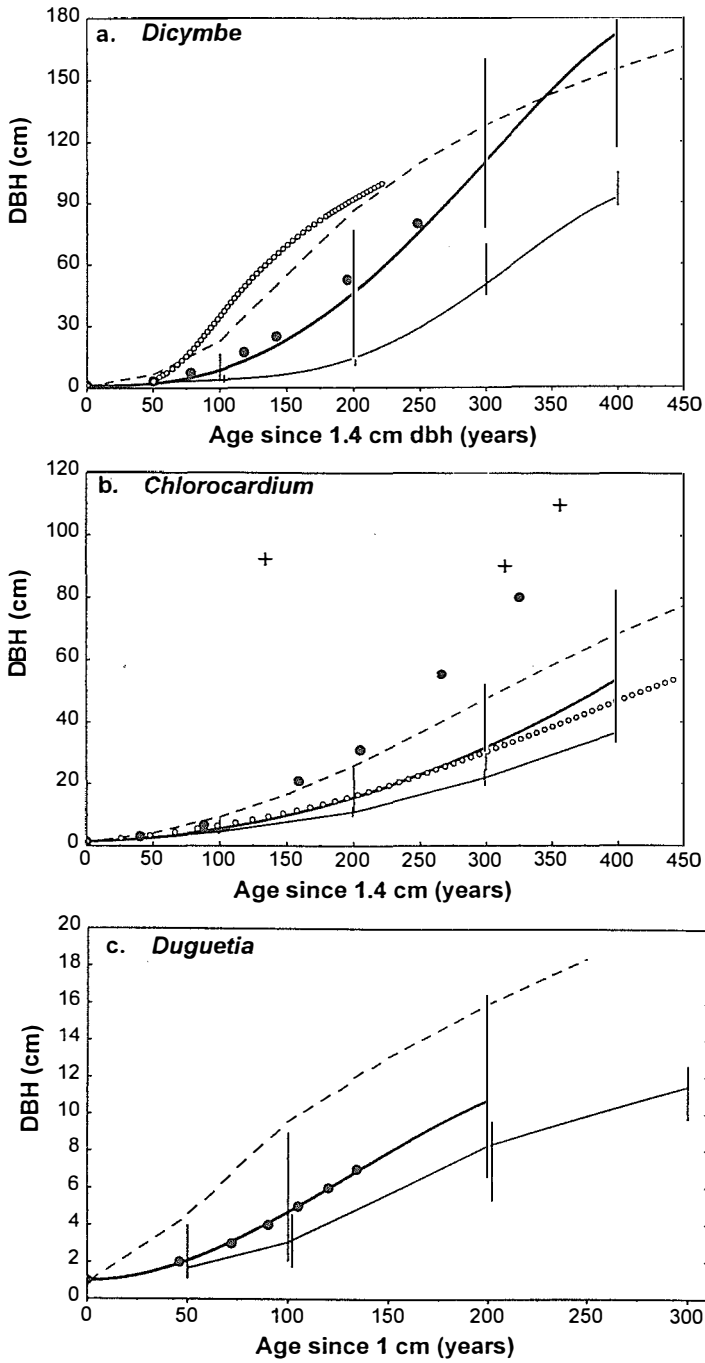 a. Dicymbe
180
150
120
90
60
30
0
DBH (cm)
0 50 100 150 200 250 300 350 400 450
Age since 1.4 cm dbh (years)
b. Chlorocardium
120
100
80
60
40
20
0
DBH (cm)
0 50 100 150 200 250 300 350 400 450
Age since 1.4 cm (years)
c. Duguetia
20
18
16
14
12
10
8
6
4
2
0
DBH (cm)
0 50 100 150 200 250 300
Age since 1 cm (years)